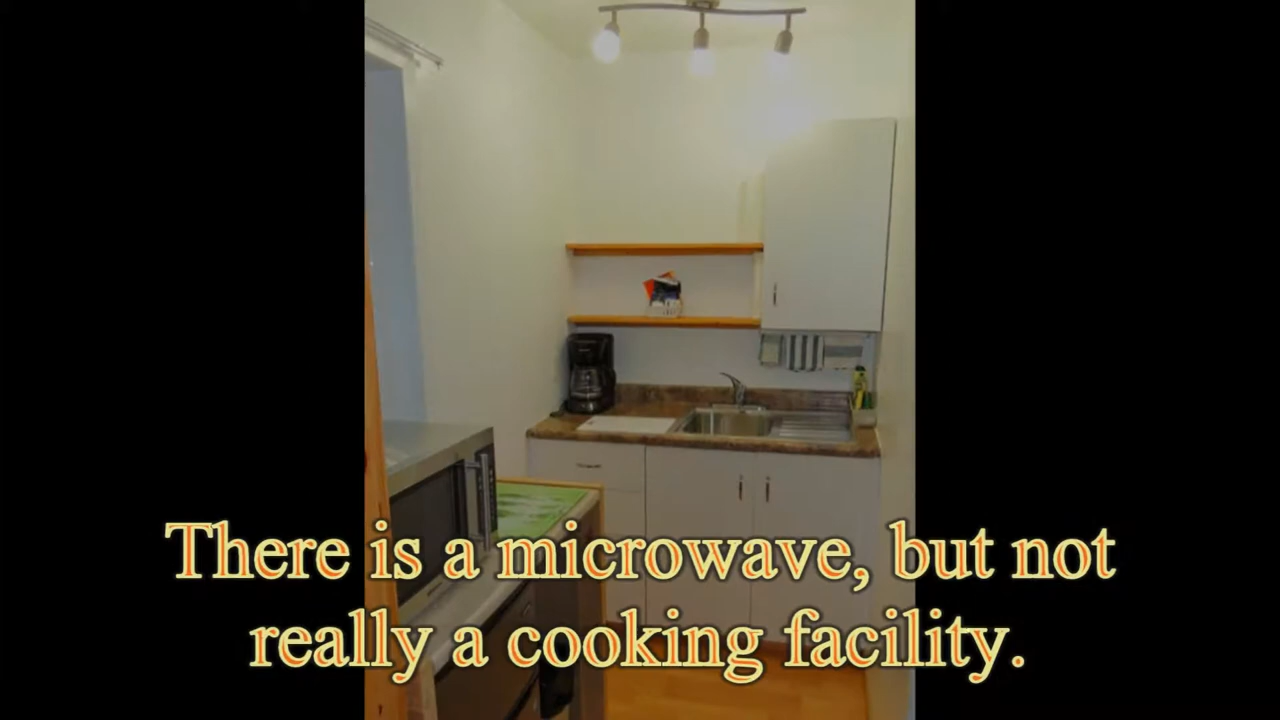 There is a microwave, but not
really a cooking facility.